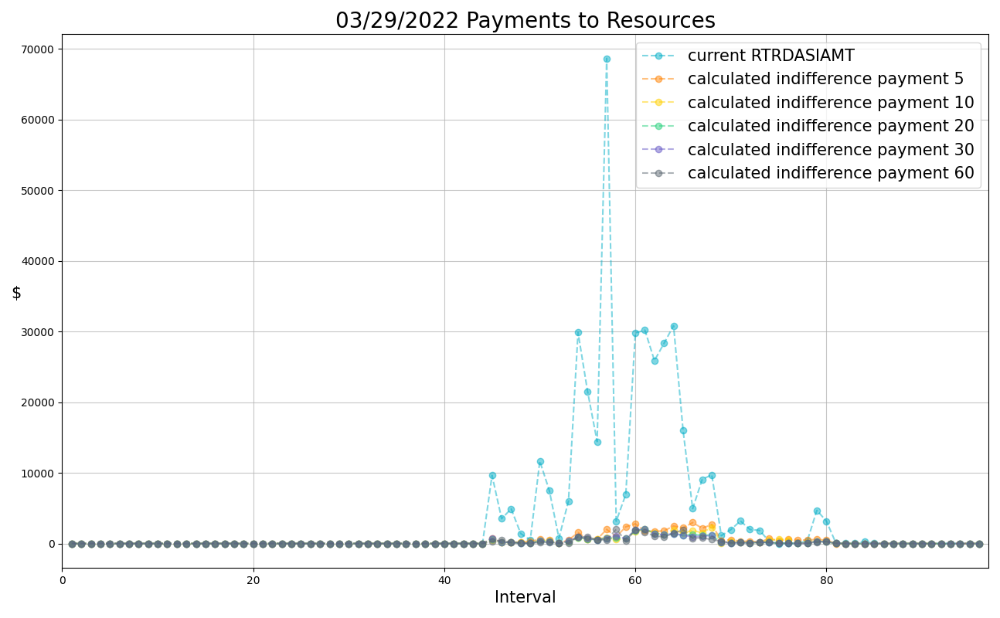 03/29/2022 Payments to Resources
current RTRDASIAMT
calculated indifference payment 5
calculated indifference payment 10
calculated indifference payment 20
calculated indifference payment 30
calculated indifference payment 60
70000
60000
50000
40000
30000
20000
10000
0
$
0 20 40 60 80
Interval